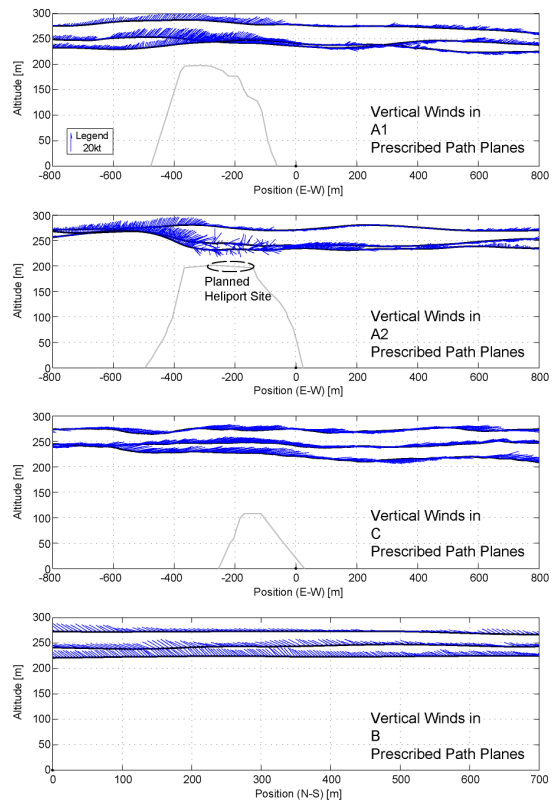 300
250
200
150
100
50
0
Altitude [m]
Legend
20kt
Vertical Winds in
A1
Prescribed Path Planes
-800 -600 -400 -200 0 200 400 600 800
Position (E-W) [m]
300
250
200
150
100
50
0
Altitude [m]
Planned
Heliport Site
Vertical Winds in
A2
Prescribed Path Planes
-800 -600 -400 -200 0 200 400 600 800
Position (E-W) [m]
300
250
200
150
100
50
0
Altitude [m]
Vertical Winds in
C
Prescribed Path Planes
-800 -600 -400 -200 0 200 400 600 800
Position (E-W) [m]
300
250
200
150
100
50
0
Altitude [m]
Vertical Winds in
B
Prescribed Path Planes
0 100 200 300 400 500 600 700
Position (N-S) [m]